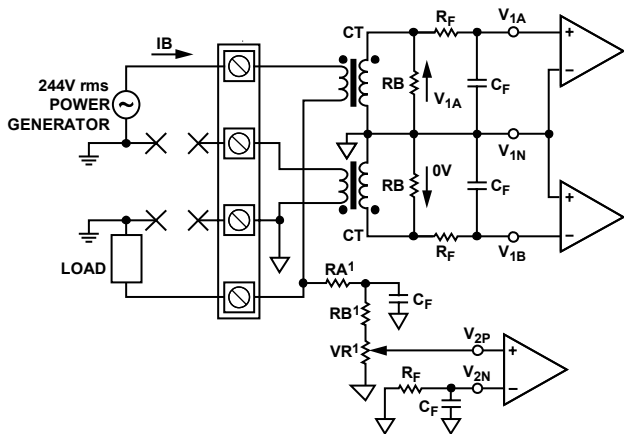 IB
244V rms
POWER
GENERATOR
~
LOAD
CT
RB
V1A
RF
CF
V1A
+
−
V1N
RB
0V
CF
CT
RF
V1B
+
−
RA1
RB1
CF
VR1
V2P
+
RF
V2N
−
CF